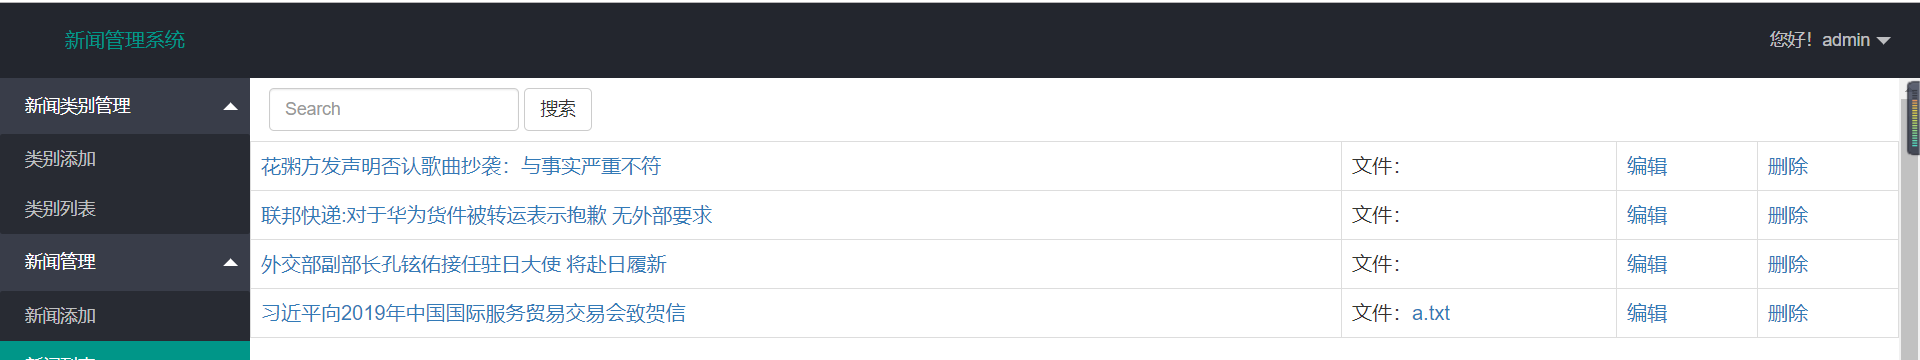 新闻管理系统
您好！admin
新闻类别管理
Search
搜索
类别添加
花粥方发声明否认歌曲抄袭：与事实严重不符 文件： 编辑 删除
类别列表
联邦快递:对于华为货件被转运表示抱歉 无外部要求 文件： 编辑 删除
新闻管理
外交部副部长孔铉佑接任驻日大使 将赴日履新 文件： 编辑 删除
新闻添加
习近平向2019年中国国际服务贸易交易会致贺信 文件：a.txt 编辑 删除